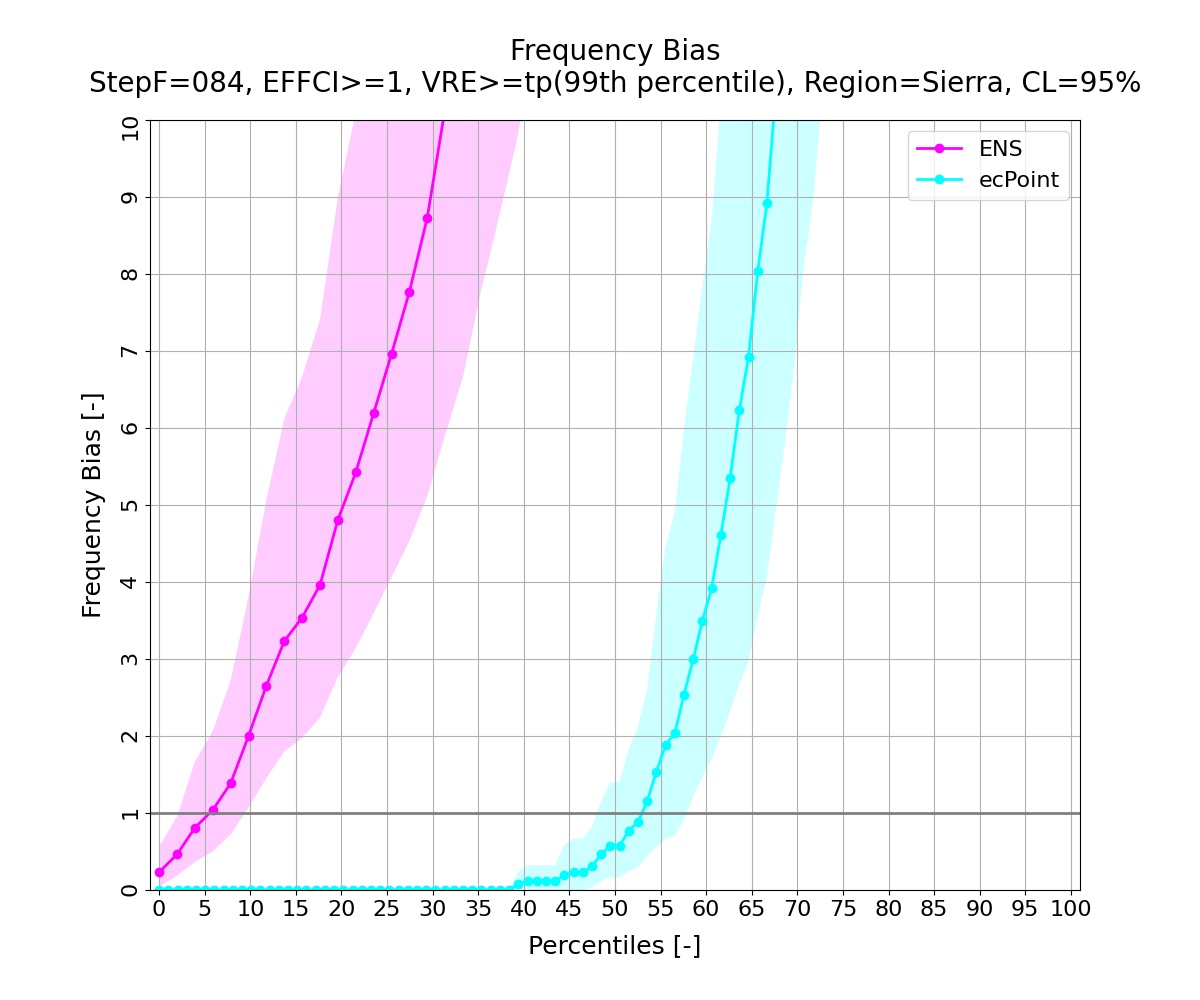 Frequency Bias
StepF=084, EFFCI>=1, VRE>=tp(99th percentile), Region=Sierra, CL=95%
ENS
ecPoint
Frequency Bias [-]
10
9
8
7
6
5
4
3
2
1
0
0 5 10 15 20 25 30 35 40 45 50 55 60 65 70 75 80 85 90 95 100
Percentiles [-]